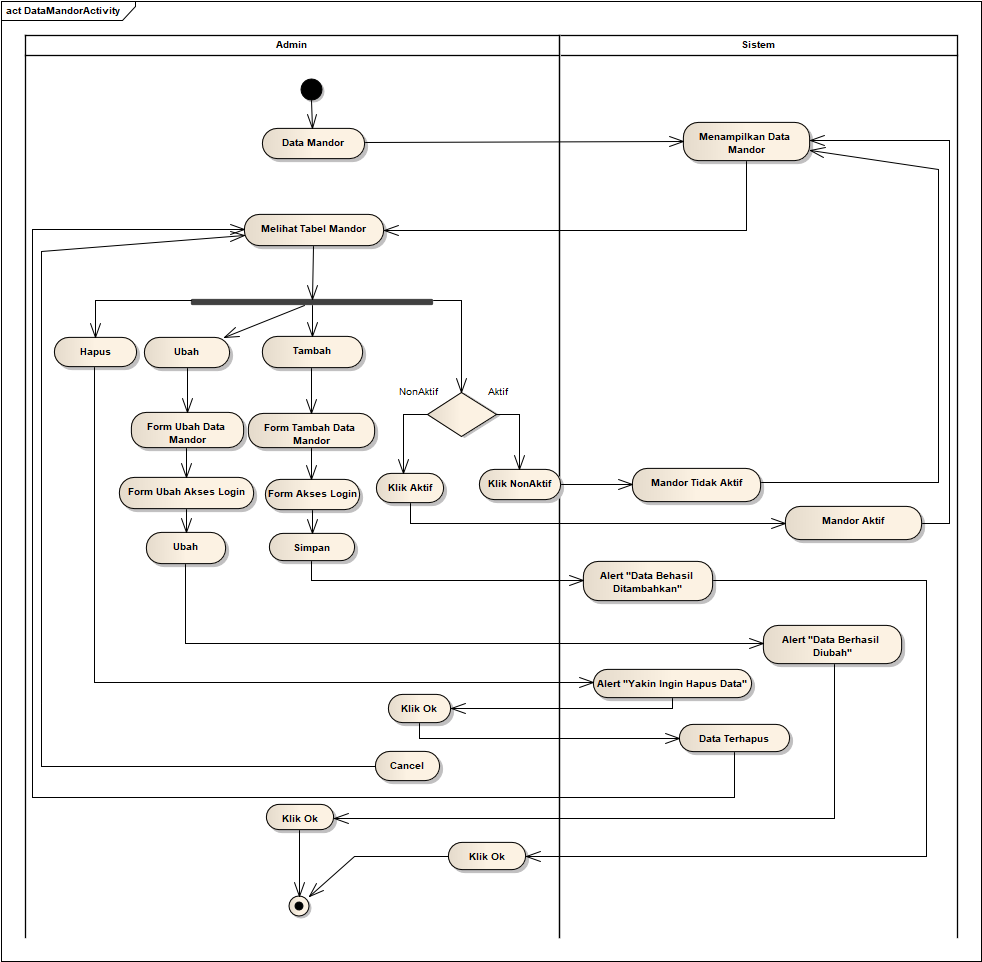 act DataMandorActivity
Admin
Sistem
Data Mandor
Menampilkan Data
Mandor
Melihat Tabel Mandor
Hapus
Ubah
Tambah
NonAktif
Aktif
Form Ubah Data
Mandor
Form Tambah Data
Mandor
Klik Aktif
Klik NonAktif
Mandor Tidak Aktif
Form Ubah Akses Login
Form Akses Login
Mandor Aktif
Ubah
Simpan
Alert "Data Behasil
Ditambahkan"
Alert "Data Berhasil
Diubah"
Alert "Yakin Ingin Hapus Data"
Klik Ok
Data Terhapus
Cancel
Klik Ok
Klik Ok